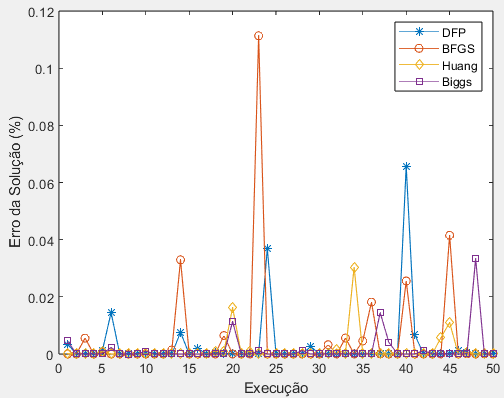 0.12
0.1
0.08
0.06
0.04
0.02
0
Erro da Solução (%)
0 5 10 15 20 25 30 35 40 45 50
Execução
DFP
BFGS
Huang
Biggs